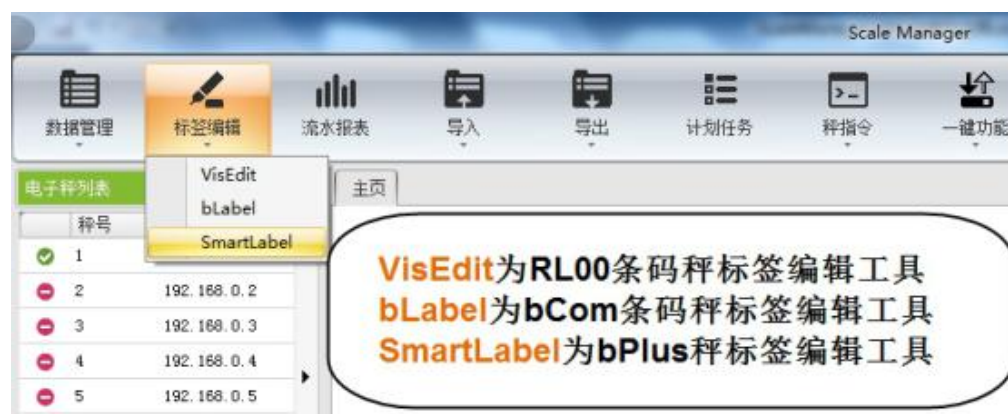 Scale Manager
数据管理
标签编辑
流水报表
导入
导出
计划任务
秤指令
一键功能
VisEdit
bLabel
SmartLabel
电子秤列表
主页
秤号
1
2 192.168.0.2
3 192.168.0.3
4 192.168.0.4
5 192.168.0.5
VisEdit为RL00条码秤标签编辑工具
bLabel为bCom条码秤标签编辑工具
SmartLabel为bPlus秤标签编辑工具